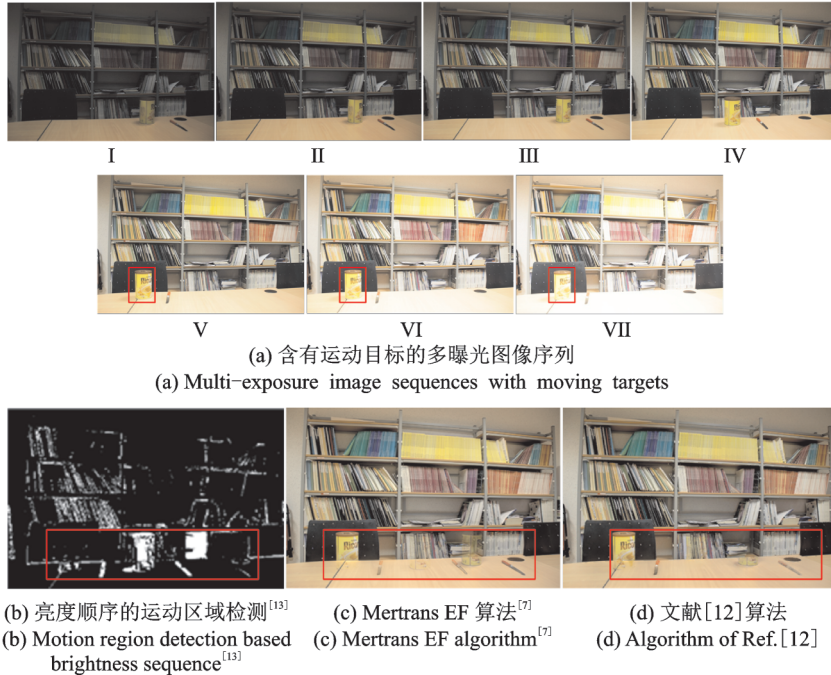 I II III IV
V VI VII
(a) 含有运动目标的多曝光图像序列
(a) Multi-exposure image sequences with moving targets
(b) 亮度顺序的运动区域检测[13]
(b) Motion region detection based
brightness sequence[13]
(c) Mertrans EF 算法[7]
(c) Mertrans EF algorithm[7]
(d) 文献[12]算法
(d) Algorithm of Ref.[12]